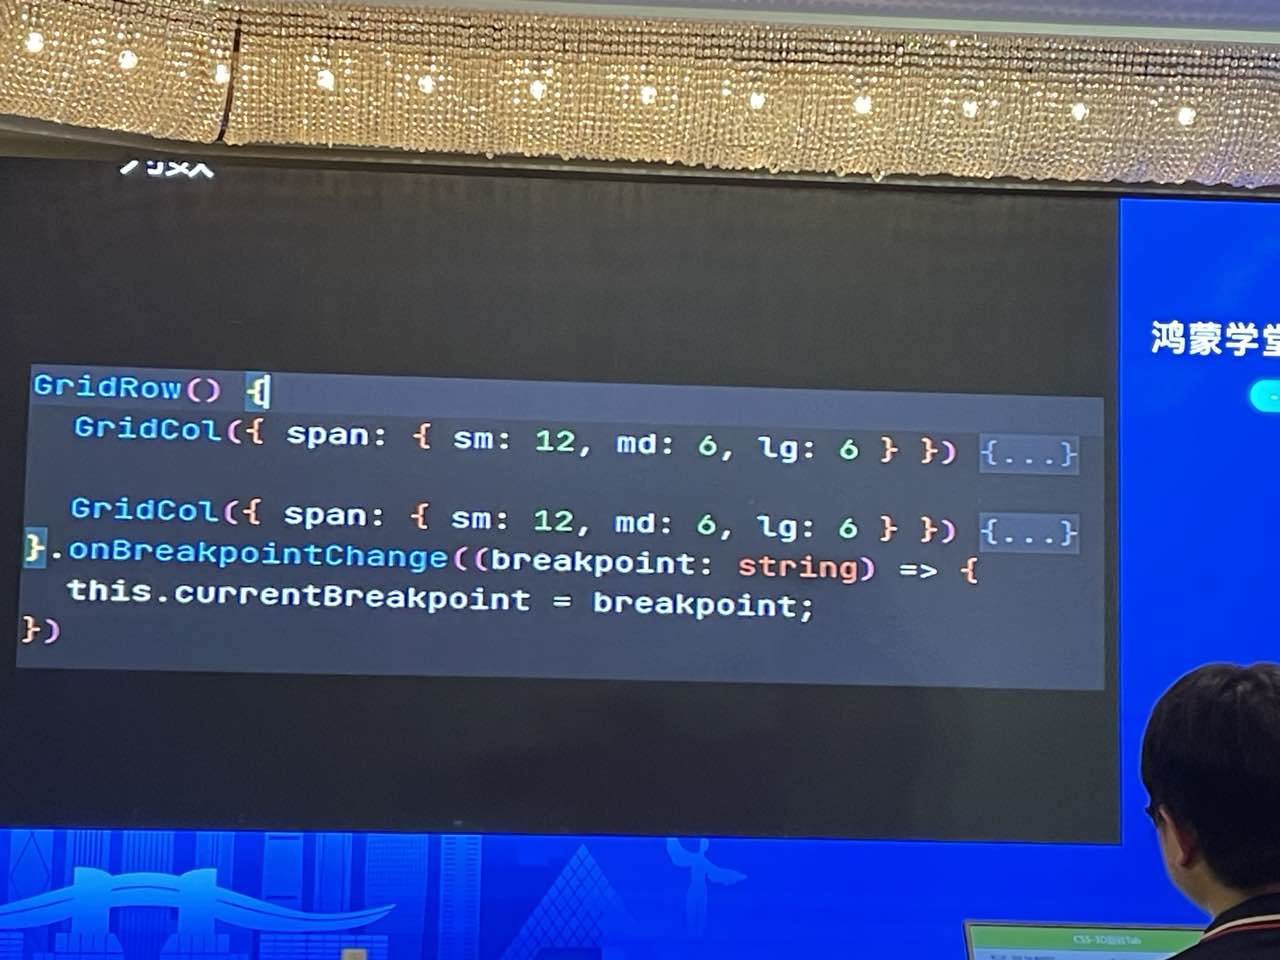 GridRow() {
GridCol({ span: { sm: 12, md: 6, lg: 6 } }) {...}
GridCol({ span: { sm: 12, md: 6, lg: 6 } }) {...}
}.onBreakpointChange((breakpoint: string) => {
this.currentBreakpoint = breakpoint;
})
鸿蒙学堂